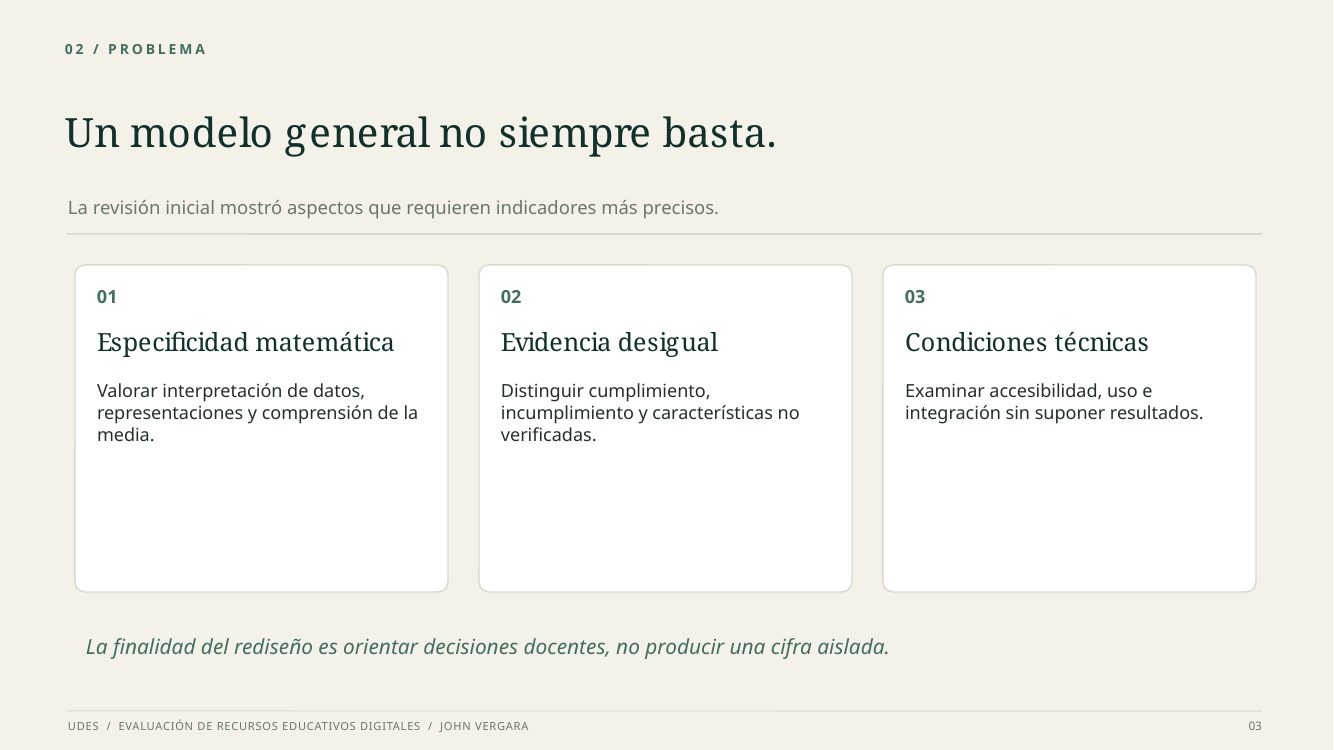 02 / PROBLEMA
Un modelo general no siempre basta.
La revisión inicial mostró aspectos que requieren indicadores más precisos.
01
Especificidad matemática
Valorar interpretación de datos,
representaciones y comprensión de la
media.
02
Evidencia desigual
Distinguir cumplimiento,
incumplimiento y características no
verificadas.
03
Condiciones técnicas
Examinar accesibilidad, uso e
integración sin suponer resultados.
La finalidad del rediseño es orientar decisiones docentes, no producir una cifra aislada.
UDES / EVALUACIÓN DE RECURSOS EDUCATIVOS DIGITALES / JOHN VERGARA
03